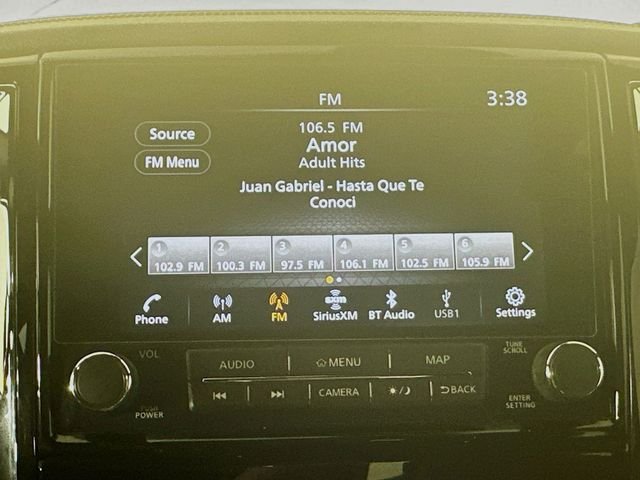 FM
3:38
Source
106.5 FM
Amor
FM Menu
Adult Hits
Juan Gabriel - Hasta Que Te
Conoci
1 2 3 4 5 6
102.9 FM 100.3 FM 97.5 FM 106.1 FM 102.5 FM 105.9 FM
Phone AM FM SiriusXM BT Audio USB1 Settings
VOL
AUDIO MENU MAP
TUNE
SCROLL
CAMERA BACK
PUSH
POWER
ENTER
SETTING